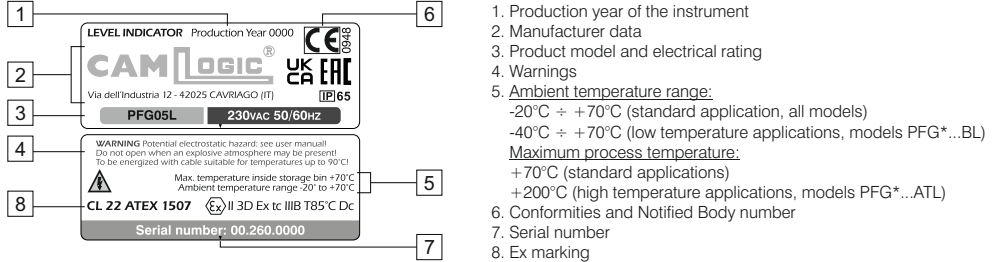 1
6
LEVEL INDICATOR Production Year 0000
CE 0948
CAMLOGIC®
UK CA EAC
2
Via dell'Industria 12 - 42025 CAVRIAGO (IT)
IP 65
3
PFG05L 230VAC 50/60HZ
4
WARNING Potential electrostatic hazard: see user manual!
Do not open when an explosive atmosphere may be present!
To be energized with cable suitable for temperatures up to 90°C!
Max. temperature inside storage bin +70°C
Ambient temperature range -20° to +70°C
5
8
CL 22 ATEX 1507 Ex II 3D Ex tc IIIB T85°C Dc
Serial number: 00.260.0000
7
1. Production year of the instrument
2. Manufacturer data
3. Product model and electrical rating
4. Warnings
5. Ambient temperature range:
-20°C ÷ +70°C (standard application, all models)
-40°C ÷ +70°C (low temperature applications, models PFG*...BL)
Maximum process temperature:
+70°C (standard applications)
+200°C (high temperature applications, models PFG*...ATL)
6. Conformities and Notified Body number
7. Serial number
8. Ex marking